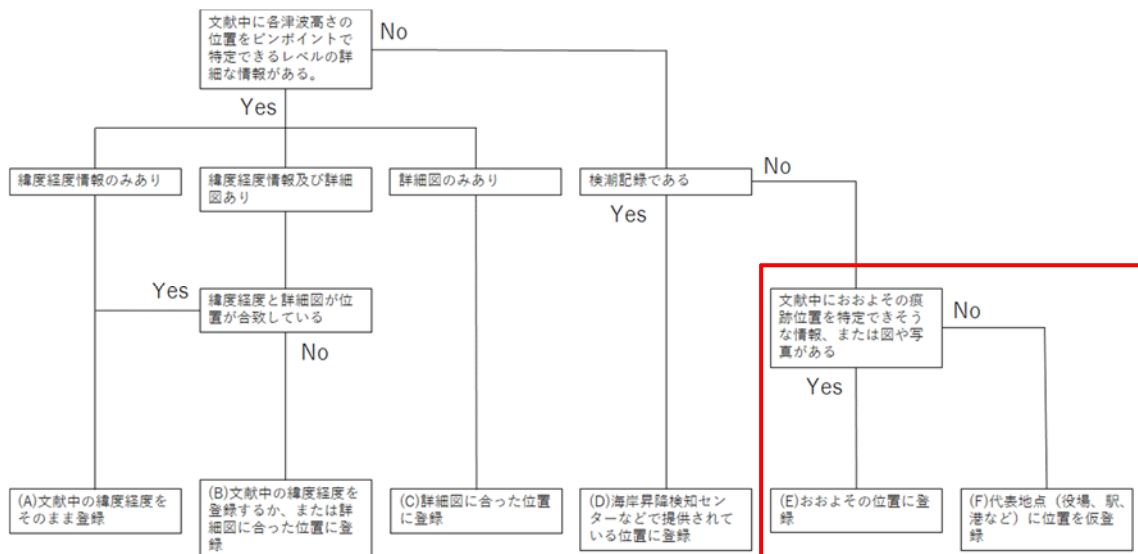 文献中に各津波高さの
位置をピンポイントで
特定できるレベルの詳
細な情報がある。
No
Yes
緯度経度情報のみあり
緯度経度情報及び詳細
図あり
詳細図のみあり
検潮記録である
No
Yes
Yes
緯度経度と詳細図が位
置が合致している
No
文献中におおよその痕
跡位置を特定できそう
な情報、または図や写
真がある
No
Yes
(A)文献中の緯度経度を
そのまま登録
(B)文献中の緯度経度を
登録するか、または詳
細図に合った位置に登
録
(C)詳細図に合った位置
に登録
(D)海岸昇降検知セン
ターなどで提供されて
いる位置に登録
(E)おおよその位置に登
録
(F)代表地点（役場、駅、
港など）に位置を仮登
録